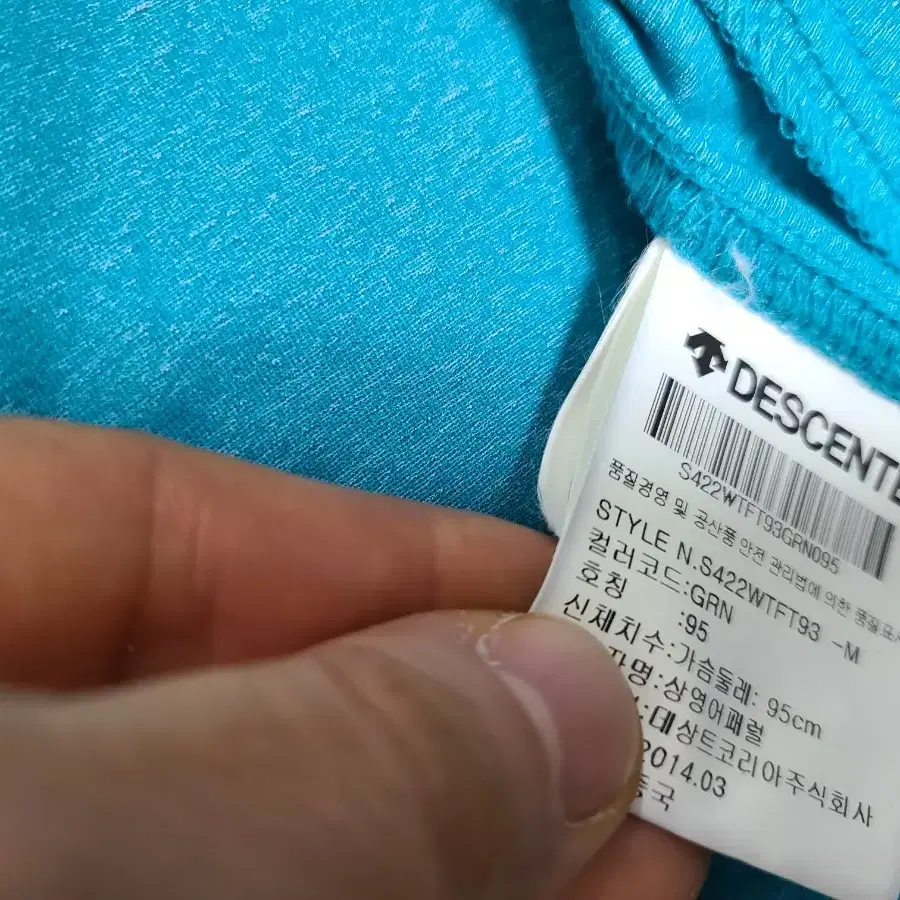 DESCENTE
S422WTFT93GRN095
품질경영 및 공산품 안전 관리법에 의한 품질표시
STYLE N.S422WTFT93 -M
컬러코드:GRN
호칭 :95
신체치수:가슴둘레: 95cm
자명:상영어패럴
:데상트코리아주식회사
2014.03
중국